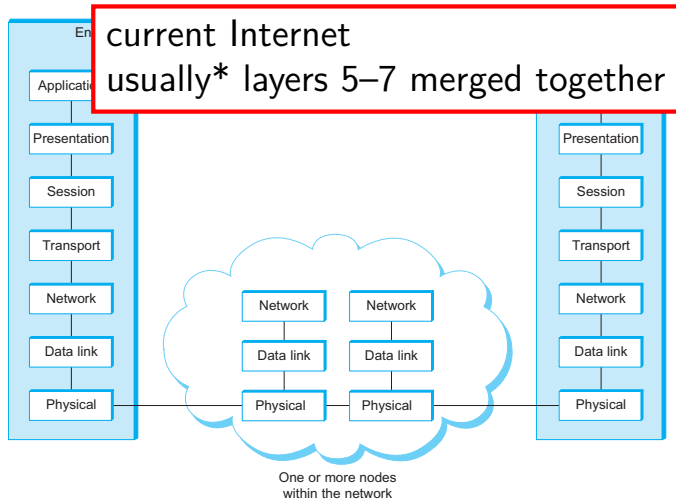 current Internet
usually* layers 5–7 merged together
En
Application
Presentation
Session
Transport
Network
Data link
Physical
Network
Data link
Physical
Network
Data link
Physical
One or more nodes
within the network
Presentation
Session
Transport
Network
Data link
Physical